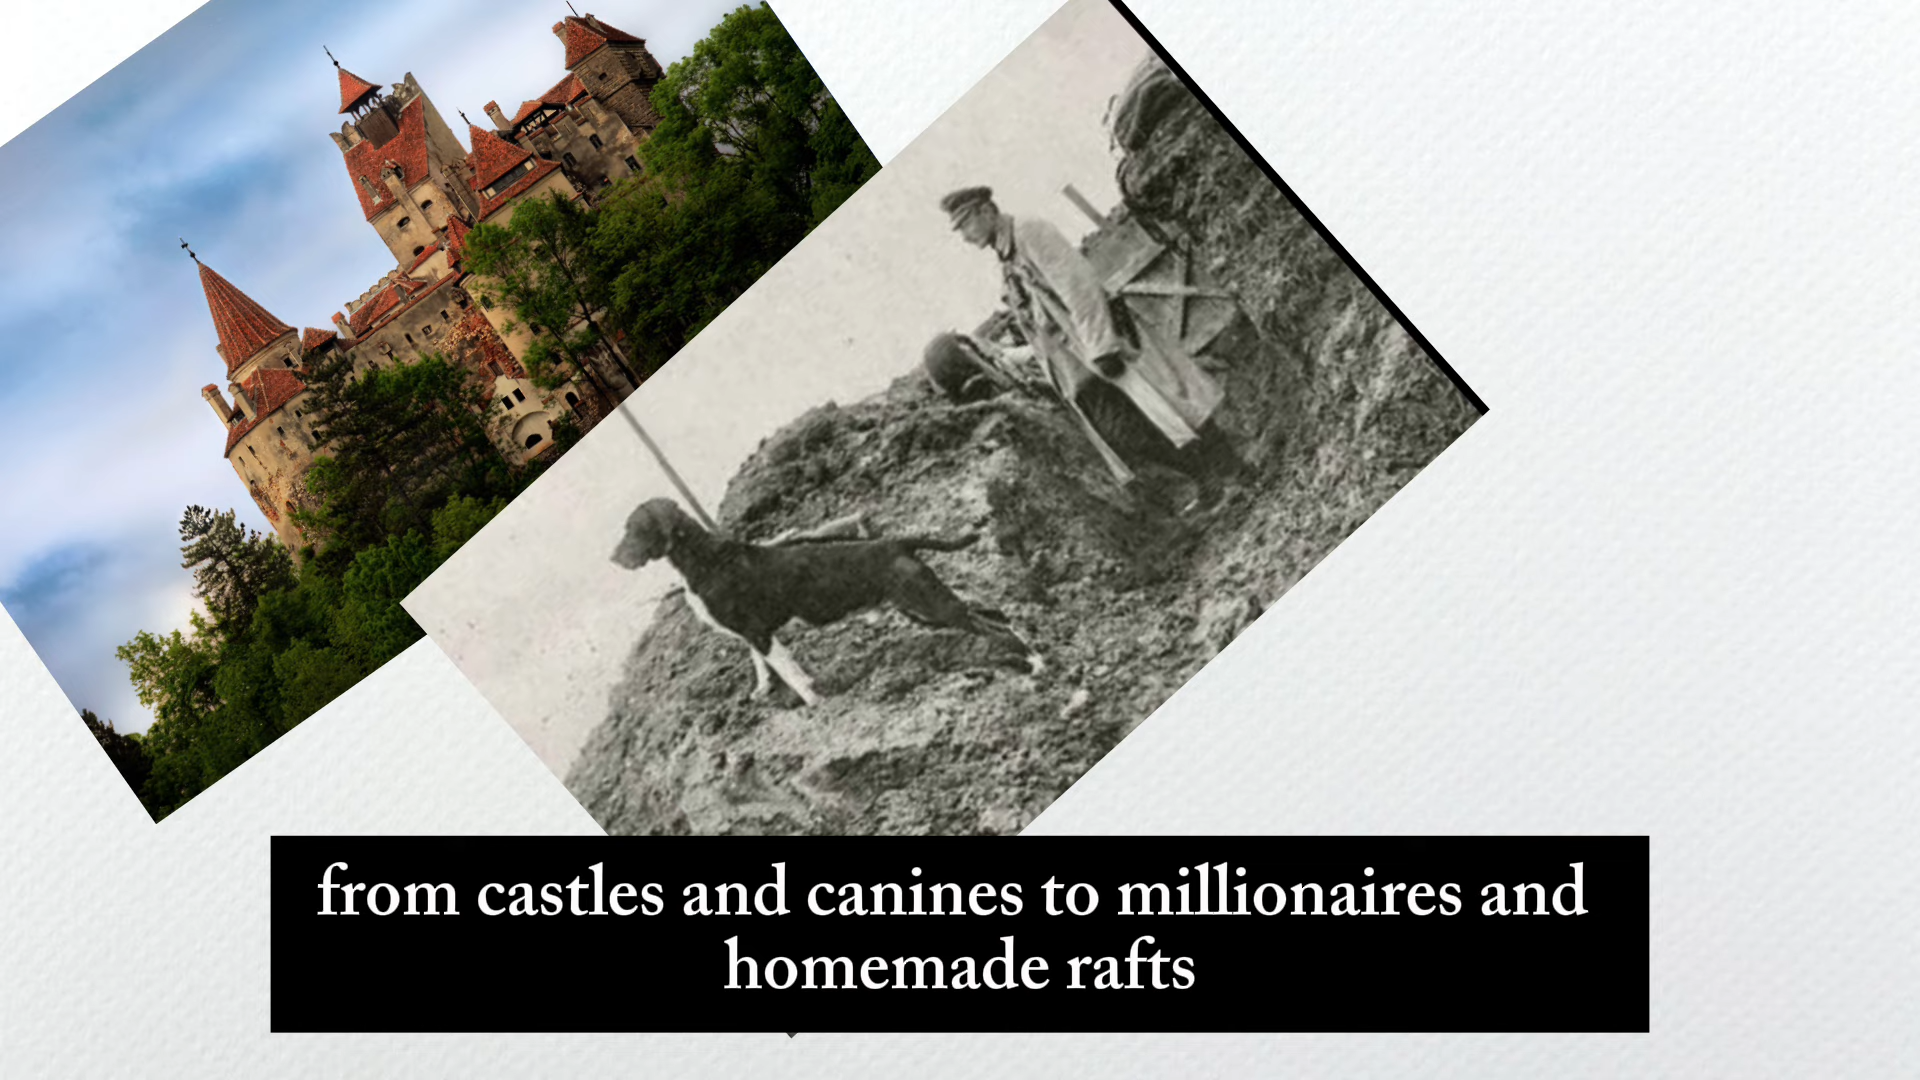 from castles and canines to millionaires and
homemade rafts